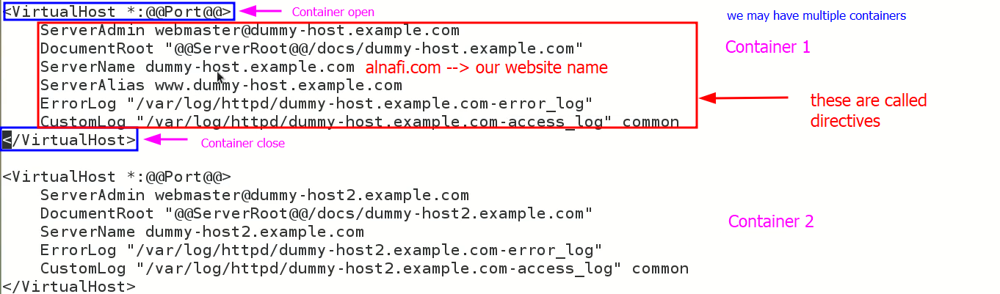 <VirtualHost *:@@Port@@> Container open we may have multiple containers
ServerAdmin webmaster@dummy-host.example.com
DocumentRoot "@@ServerRoot@@/docs/dummy-host.example.com" Container 1
ServerName dummy-host.example.com alnafi.com --> our website name
ServerAlias www.dummy-host.example.com
ErrorLog "/var/log/httpd/dummy-host.example.com-error_log" these are called
CustomLog "/var/log/httpd/dummy-host.example.com-access_log" common directives
</VirtualHost> Container close
<VirtualHost *:@@Port@@>
ServerAdmin webmaster@dummy-host2.example.com
DocumentRoot "@@ServerRoot@@/docs/dummy-host2.example.com" Container 2
ServerName dummy-host2.example.com
ErrorLog "/var/log/httpd/dummy-host2.example.com-error_log"
CustomLog "/var/log/httpd/dummy-host2.example.com-access_log" common
</VirtualHost>